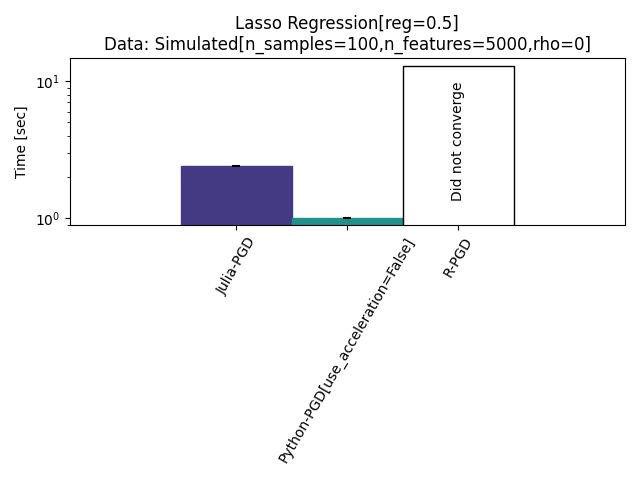 Lasso Regression[reg=0.5]
Data: Simulated[n_samples=100,n_features=5000,rho=0]
Time [sec]
10¹
10⁰
Did not converge
Julia-PGD
Python-PGD[use_acceleration=False]
R-PGD